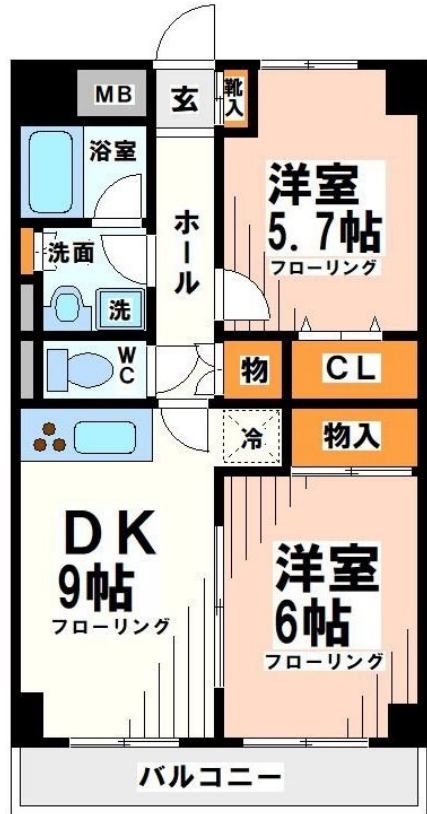 MB
玄
靴入
浴室
洋室
5.7帖
フローリング
ホール
洗面
洗
WC
物
CL
冷
物入
DK
9帖
フローリング
洋室
6帖
フローリング
バルコニー